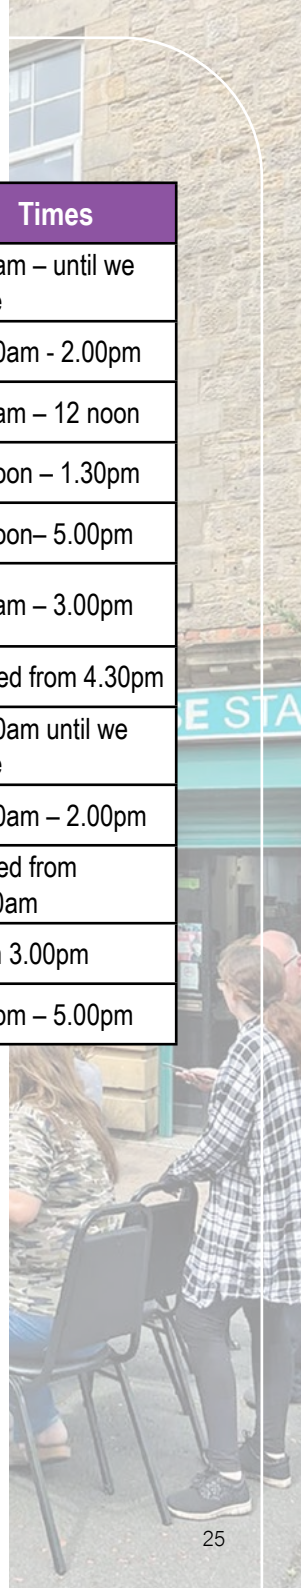 Times
am – until we
e
0am - 2.00pm
am – 12 noon
oon – 1.30pm
oon– 5.00pm
am – 3.00pm
ed from 4.30pm
0am until we
e
0am – 2.00pm
ed from
0am
3.00pm
pm – 5.00pm
E STA
25